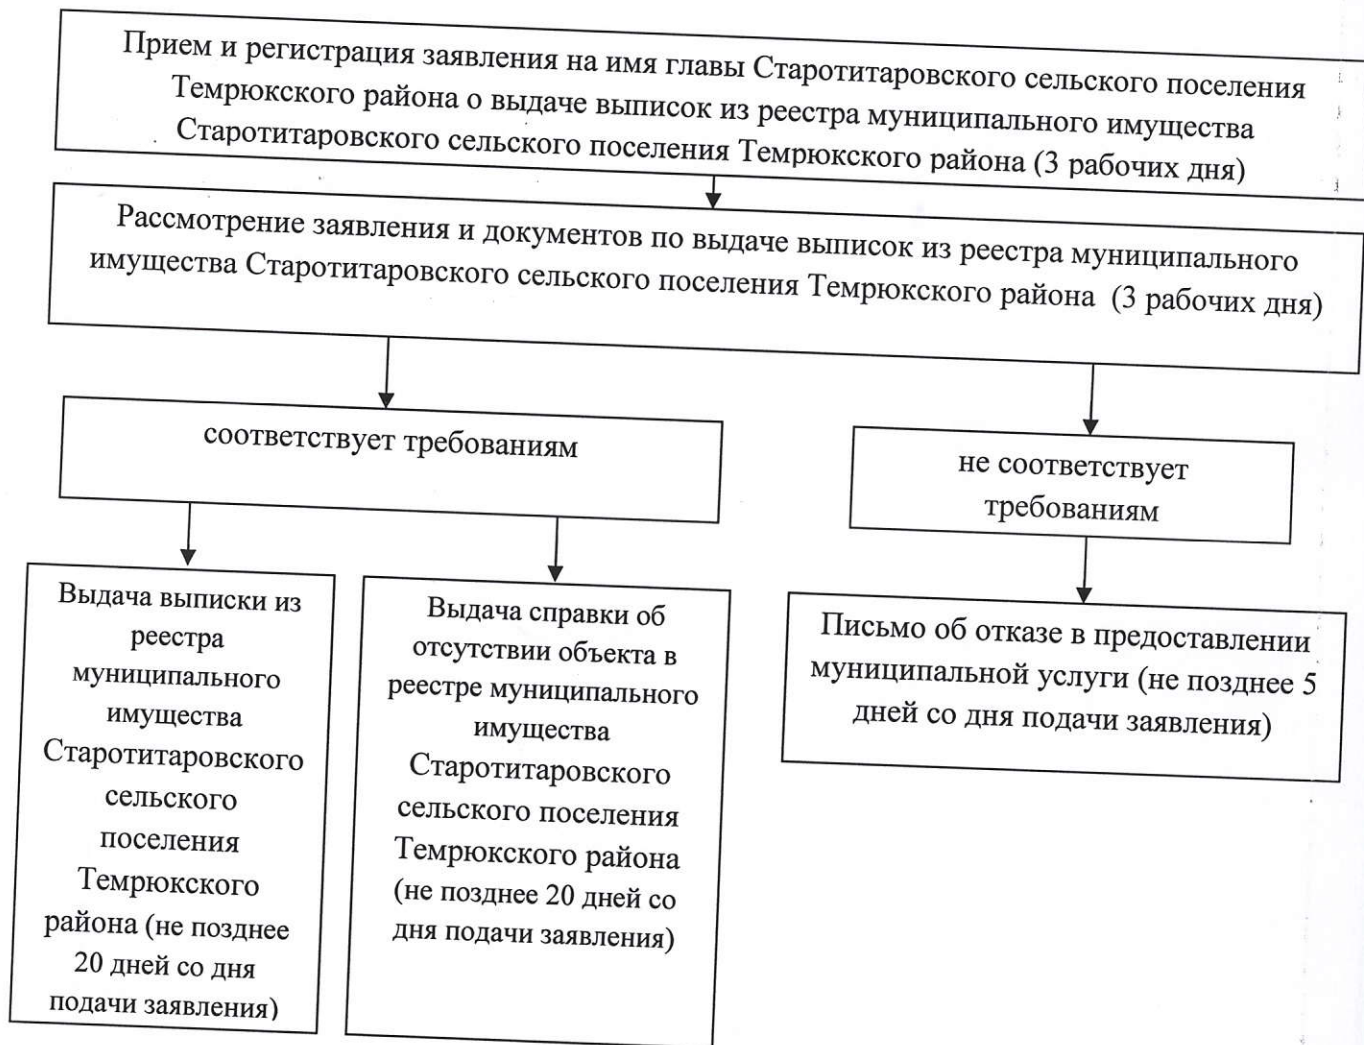 Прием и регистрация заявления на имя главы Старотитаровского сельского поселения
Темрюкского района о выдаче выписок из реестра муниципального имущества
Старотитаровского сельского поселения Темрюкского района (3 рабочих дня)
Рассмотрение заявления и документов по выдаче выписок из реестра муниципального
имущества Старотитаровского сельского поселения Темрюкского района (3 рабочих дня)
соответствует требованиям
не соответствует
требованиям
Выдача выписки из
реестра
муниципального
имущества
Старотитаровского
сельского
поселения
Темрюкского
района (не позднее
20 дней со дня
подачи заявления)
Выдача справки об
отсутствии объекта в
реестре муниципального
имущества
Старотитаровского
сельского поселения
Темрюкского района
(не позднее 20 дней со
дня подачи заявления)
Письмо об отказе в предоставлении
муниципальной услуги (не позднее 5
дней со дня подачи заявления)